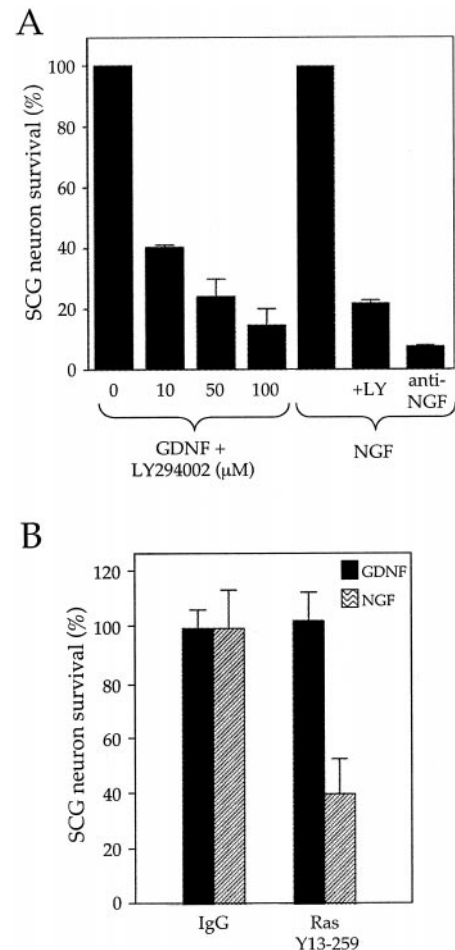 A
SCG neuron survival (%)
100
80
60
40
20
0
0 10 50 100 +LY anti-NGF
GDNF +
LY294002 (μM)
NGF
B
SCG neuron survival (%)
120
100
80
60
40
20
0
GDNF
NGF
IgG Ras
Y13-259